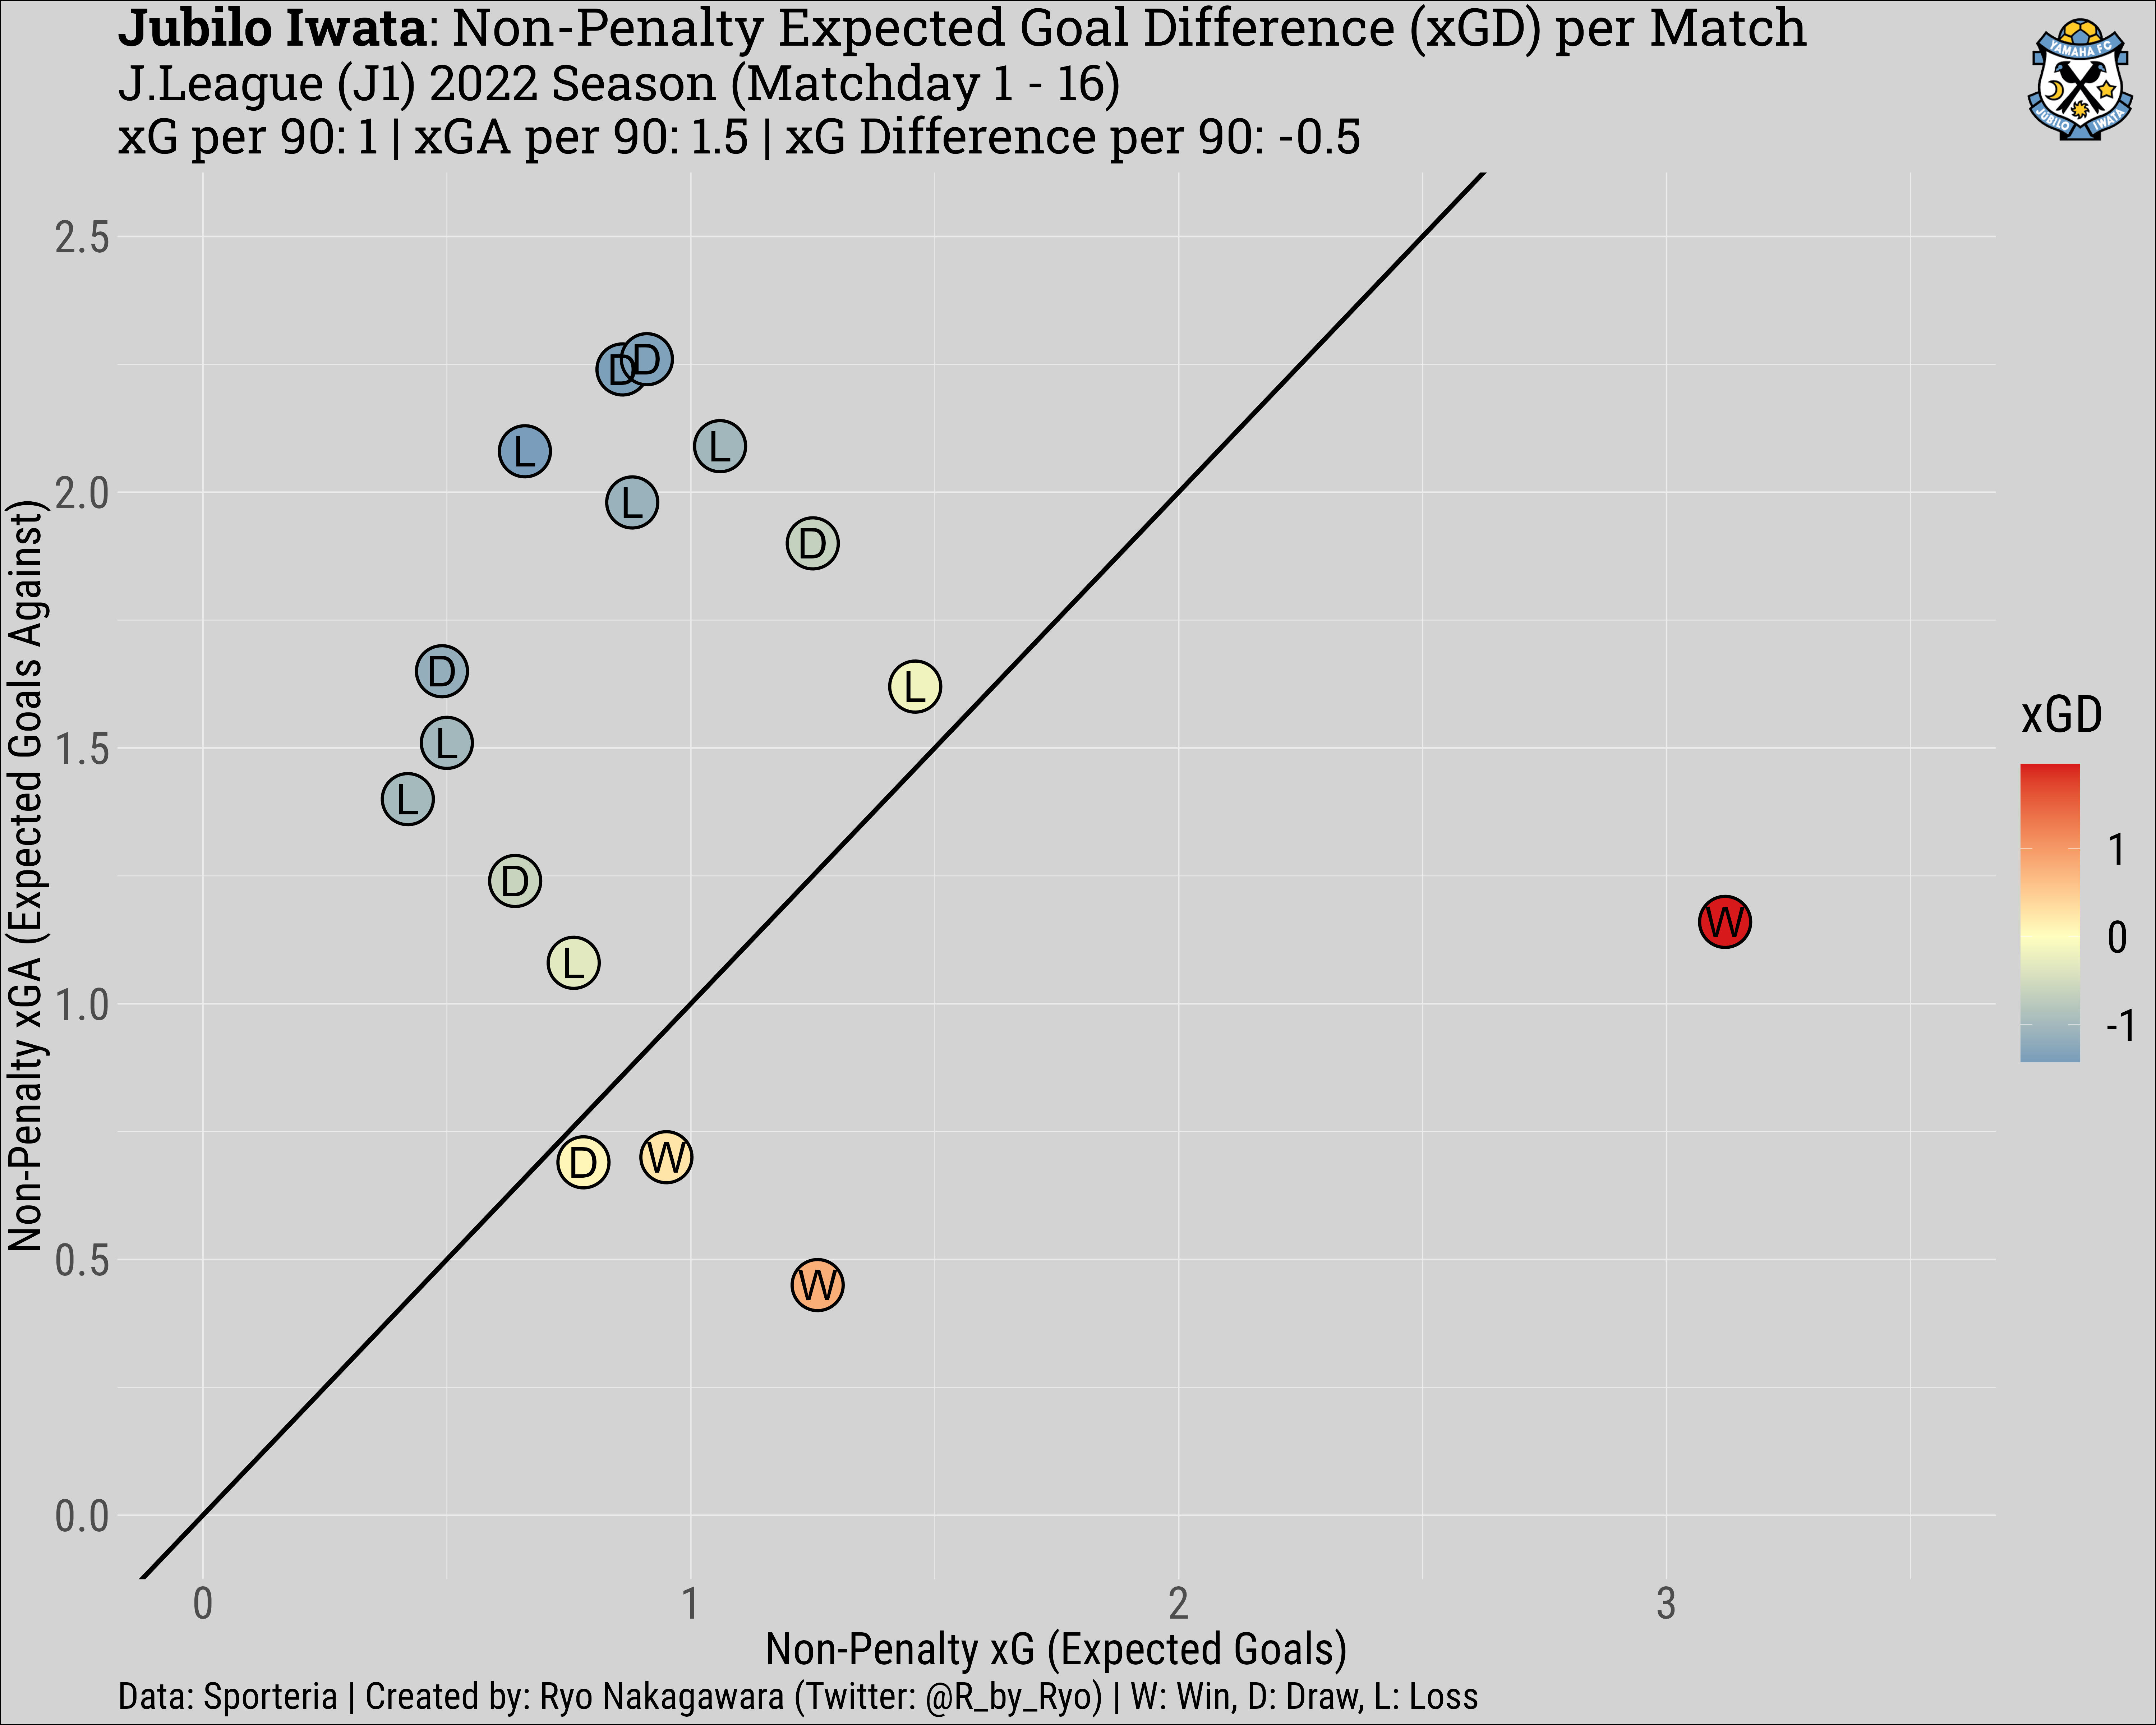 Jubilo Iwata: Non-Penalty Expected Goal Difference (xGD) per Match
J.League (J1) 2022 Season (Matchday 1 - 16)
xG per 90: 1 | xGA per 90: 1.5 | xG Difference per 90: -0.5
YAMAHA FC
JUBILO IWATA
Non-Penalty xGA (Expected Goals Against)
2.5
2.0
1.5
1.0
0.5
0.0
D
D
L
L
L
D
D
L
L
L
D
L
W
D
W
W
xGD
1
0
-1
0
1
2
3
Non-Penalty xG (Expected Goals)
Data: Sporteria | Created by: Ryo Nakagawara (Twitter: @R_by_Ryo) | W: Win, D: Draw, L: Loss